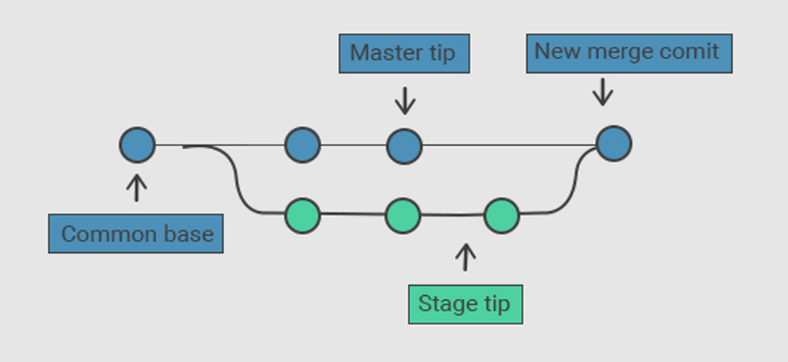 Master tip
New merge comit
Common base
Stage tip